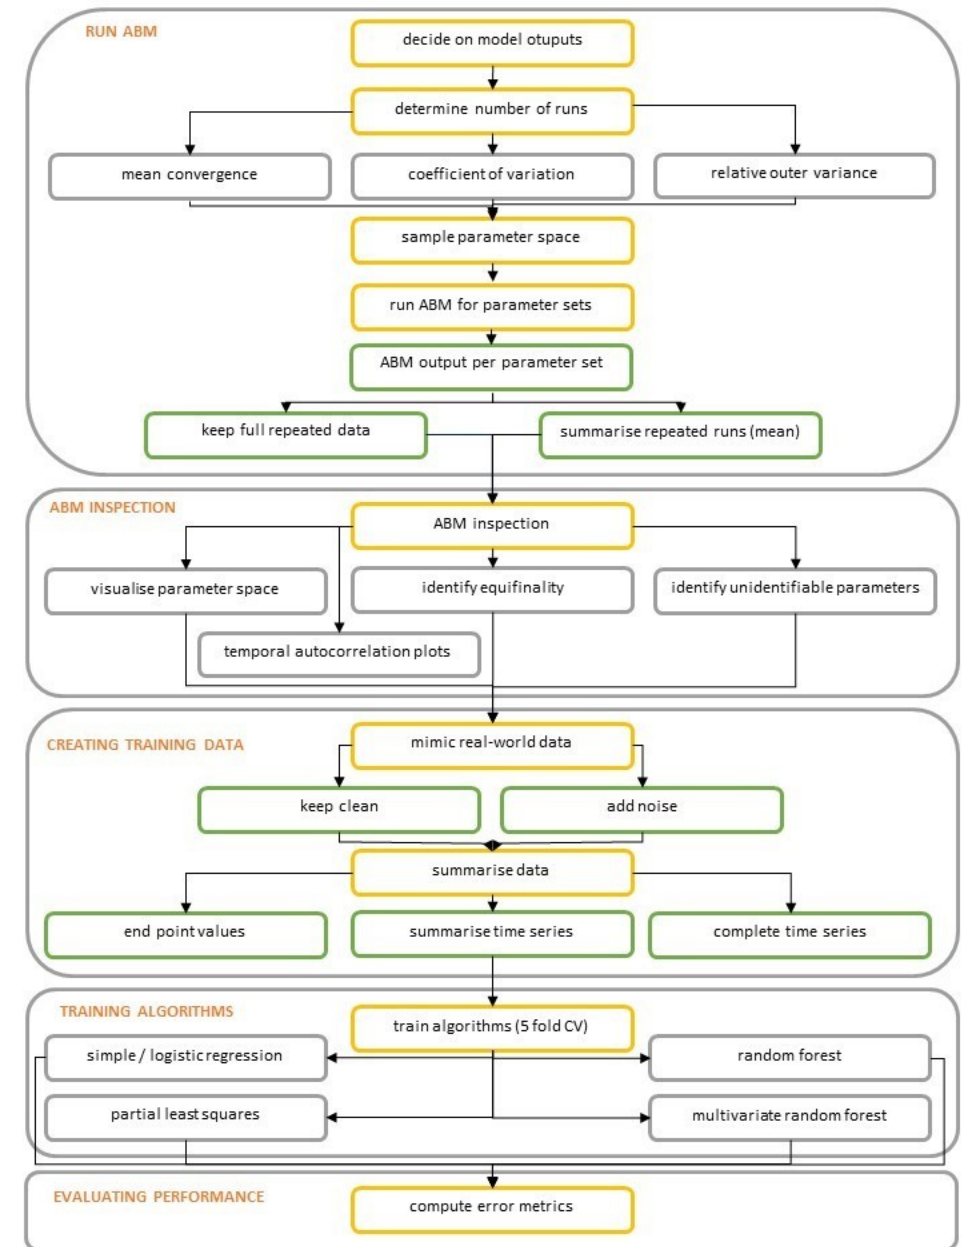 RUN ABM
decide on model otuputs
determine number of runs
mean convergence
coefficient of variation
relative outer variance
sample parameter space
run ABM for parameter sets
ABM output per parameter set
keep full repeated data
summarise repeated runs (mean)
ABM INSPECTION
ABM inspection
visualise parameter space
identify equifinality
identify unidentifiable parameters
temporal autocorrelation plots
CREATING TRAINING DATA
mimic real-world data
keep clean
add noise
summarise data
end point values
summarise time series
complete time series
TRAINING ALGORITHMS
train algorithms (5 fold CV)
simple / logistic regression
random forest
partial least squares
multivariate random forest
EVALUATING PERFORMANCE
compute error metrics